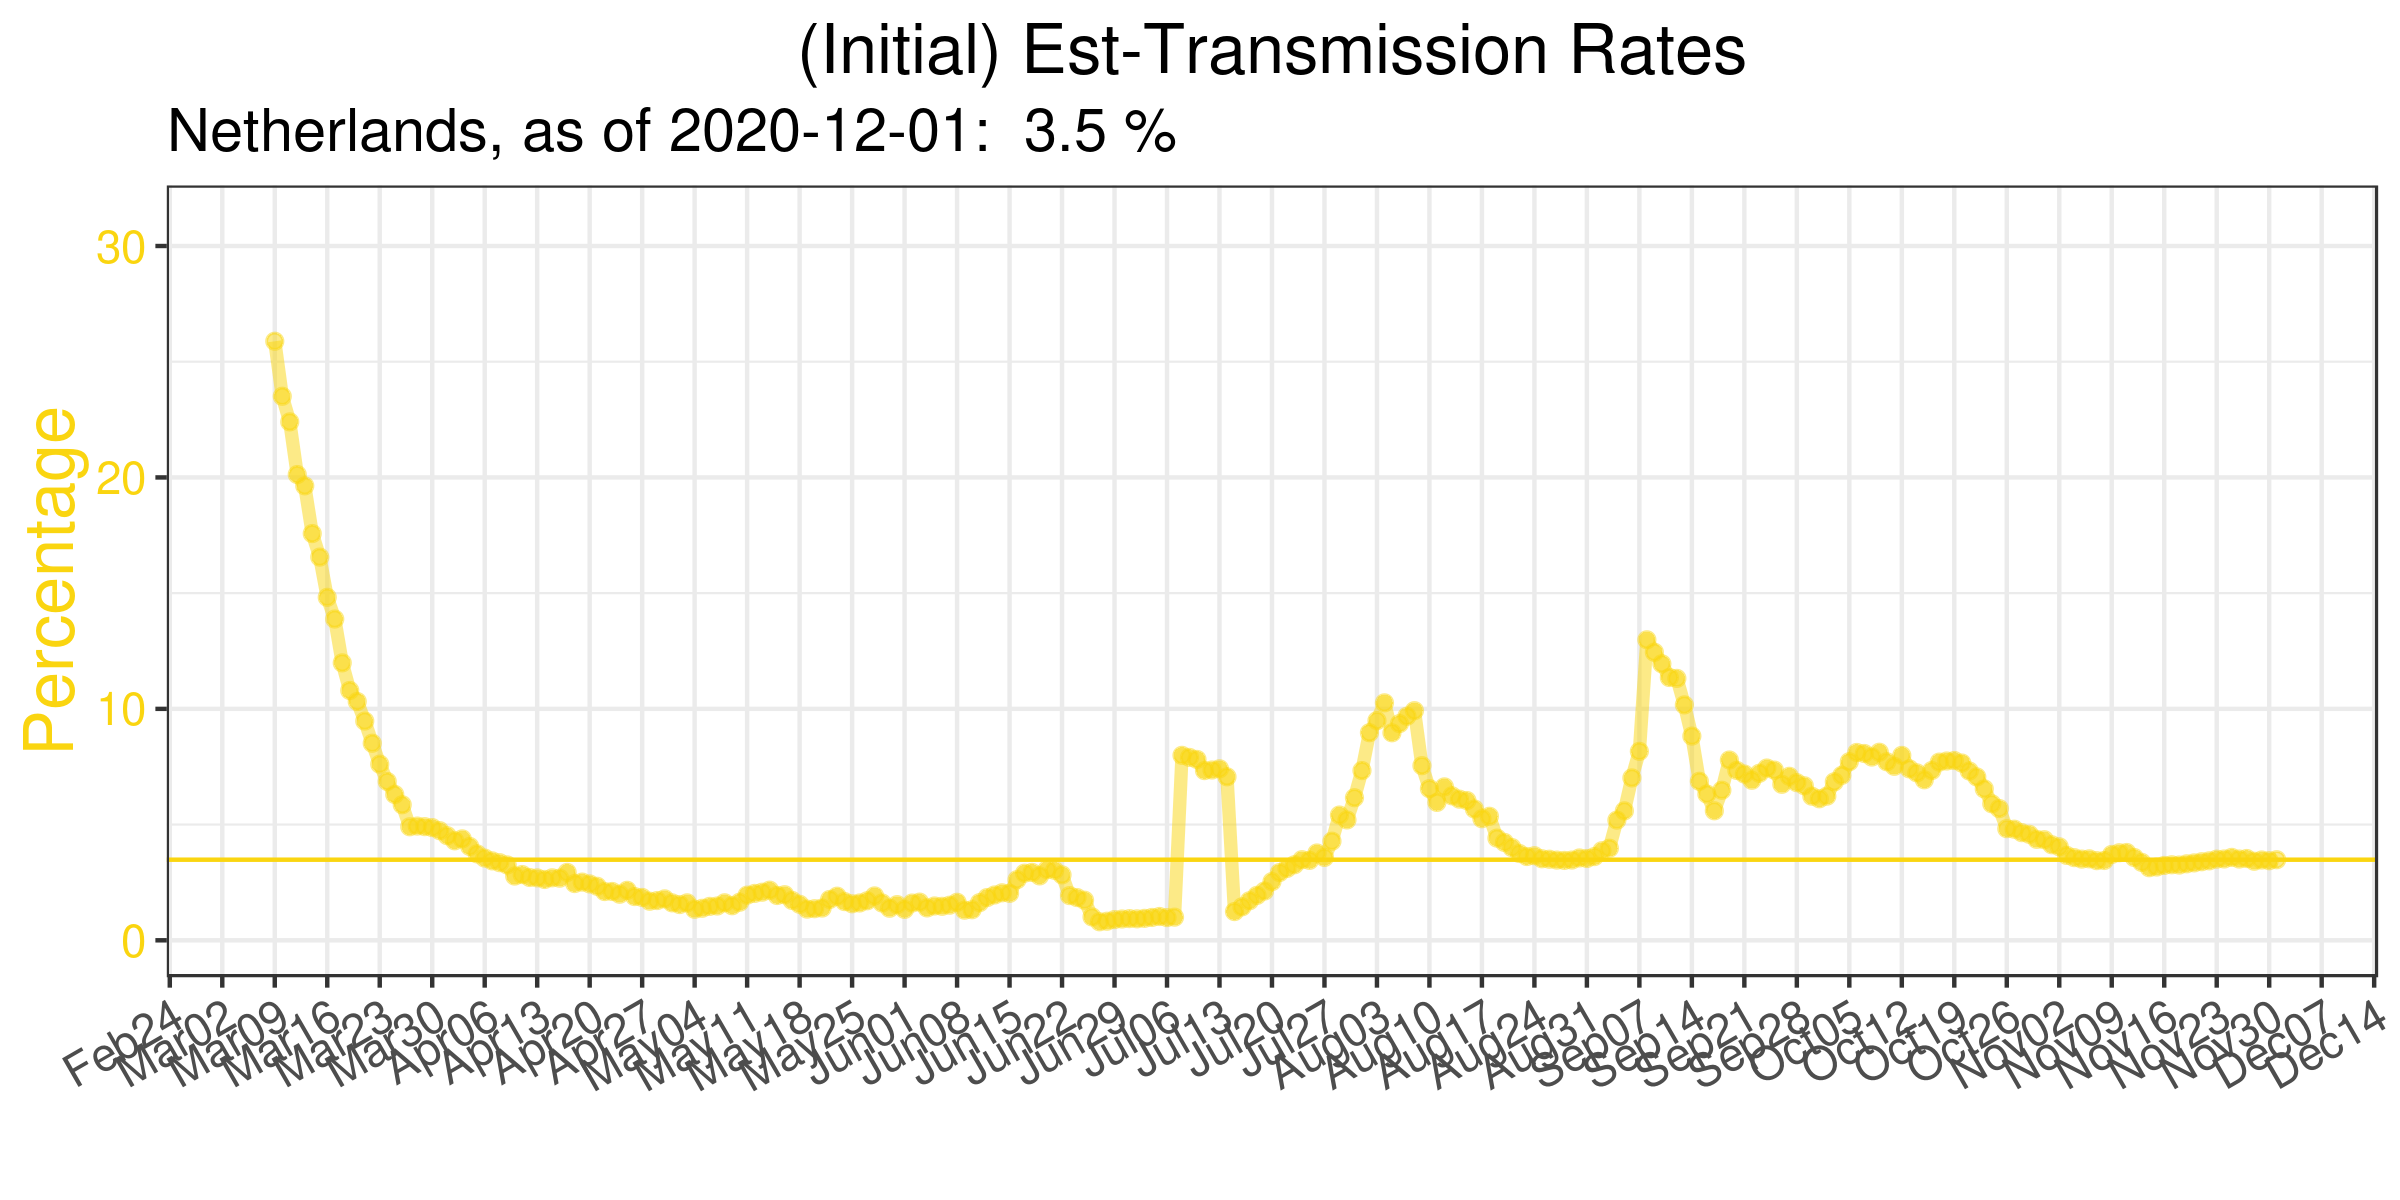 (Initial) Est-Transmission Rates
Netherlands, as of 2020-12-01:  3.5 %
Percentage
30
20
10
0
Feb24
Mar02
Mar09
Mar16
Mar23
Mar30
Apr06
Apr13
Apr20
Apr27
May04
May11
May18
May25
Jun01
Jun08
Jun15
Jun22
Jun29
Jul06
Jul13
Jul20
Jul27
Aug03
Aug10
Aug17
Aug24
Aug31
Sep07
Sep14
Sep21
Sep28
Oct05
Oct12
Oct19
Oct26
Nov02
Nov09
Nov16
Nov23
Nov30
Dec07
Dec14